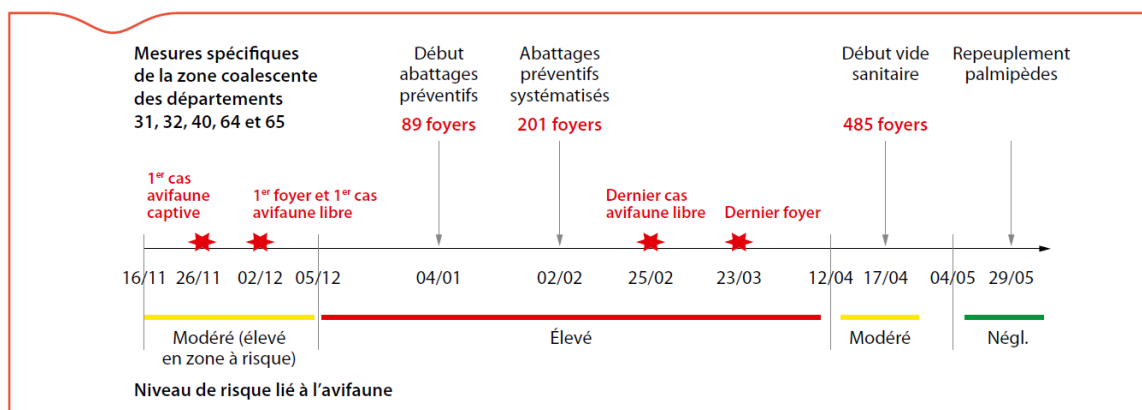 Mesures spécifiques
de la zone coalescente
des départements
31, 32, 40, 64 et 65
Début
abattages
préventifs
89 foyers
Abattages
préventifs
systématisés
201 foyers
Début vide
sanitaire
485 foyers
Repeuplement
palmipèdes
1er cas
avifaune
captive
1er foyer et 1er cas
avifaune libre
Dernier cas
avifaune libre
Dernier foyer
16/11 26/11 02/12 05/12 04/01 02/02 25/02 23/03 12/04 17/04 04/05 29/05
Modéré (élevé
en zone à risque)
Élevé
Modéré
Négl.
Niveau de risque lié à l'avifaune